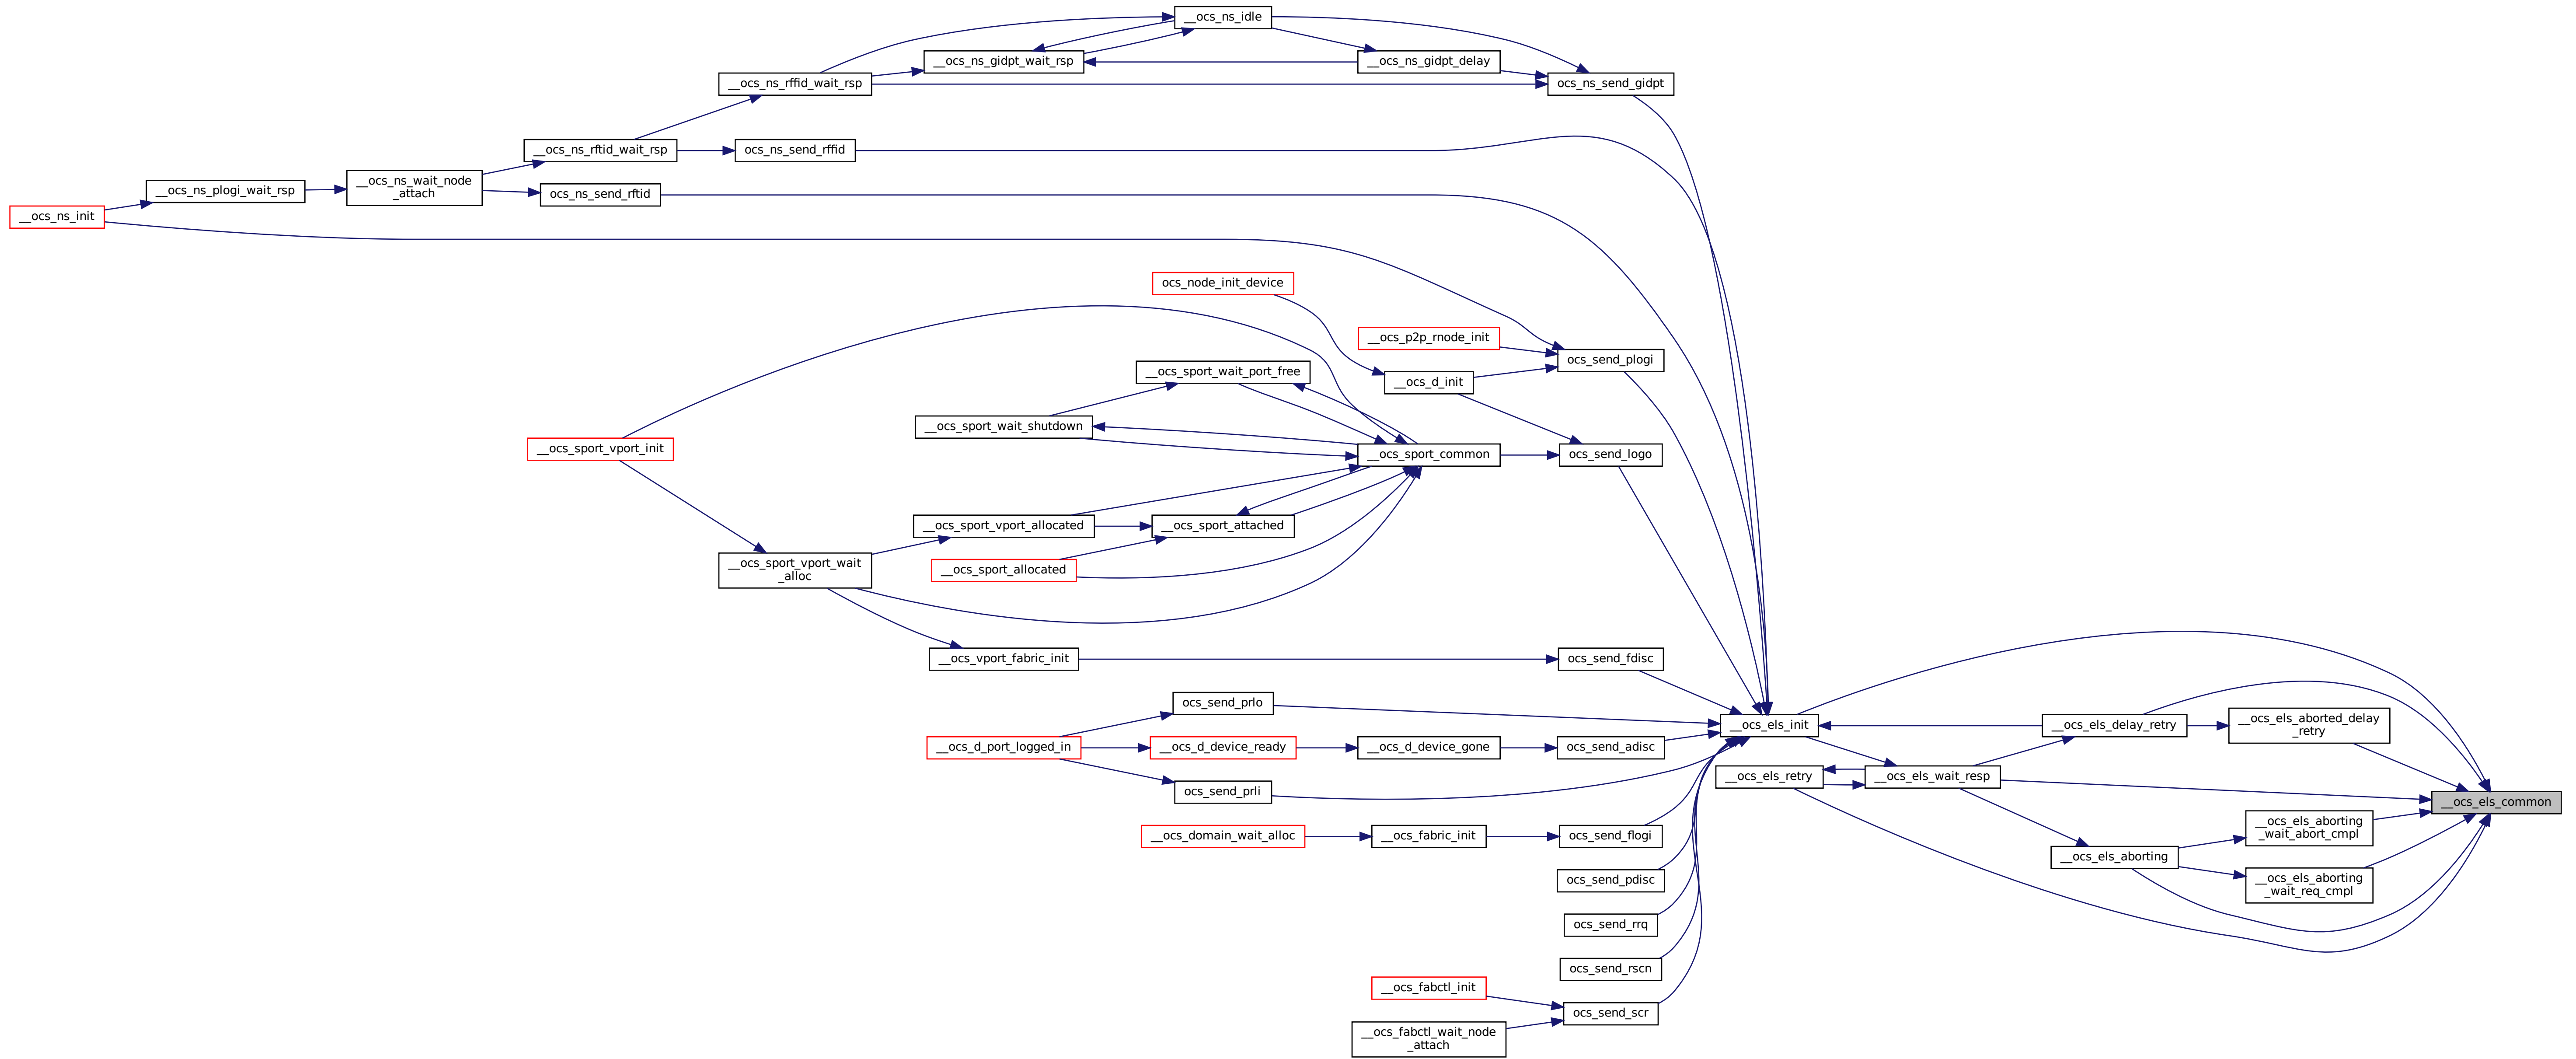 __ocs_ns_idle
__ocs_ns_gidpt_wait_rsp
__ocs_ns_gidpt_delay
__ocs_ns_rffid_wait_rsp
ocs_ns_send_gidpt
__ocs_ns_rftid_wait_rsp
ocs_ns_send_rffid
__ocs_ns_plogi_wait_rsp
__ocs_ns_wait_node
_attach
ocs_ns_send_rftid
__ocs_ns_init
ocs_node_init_device
__ocs_p2p_rnode_init
ocs_send_plogi
__ocs_sport_wait_port_free
__ocs_d_init
__ocs_sport_wait_shutdown
__ocs_sport_vport_init
__ocs_sport_common
ocs_send_logo
__ocs_sport_vport_allocated
__ocs_sport_attached
__ocs_sport_vport_wait
_alloc
__ocs_sport_allocated
__ocs_vport_fabric_init
ocs_send_fdisc
ocs_send_prlo
__ocs_els_init
__ocs_els_delay_retry
__ocs_els_aborted_delay
_retry
__ocs_d_port_logged_in
__ocs_d_device_ready
__ocs_d_device_gone
ocs_send_adisc
__ocs_els_retry
__ocs_els_wait_resp
ocs_send_prli
__ocs_els_common
__ocs_domain_wait_alloc
__ocs_fabric_init
ocs_send_flogi
__ocs_els_aborting
_wait_abort_cmpl
__ocs_els_aborting
ocs_send_pdisc
__ocs_els_aborting
_wait_req_cmpl
ocs_send_rrq
ocs_send_rscn
__ocs_fabctl_init
ocs_send_scr
__ocs_fabctl_wait_node
_attach